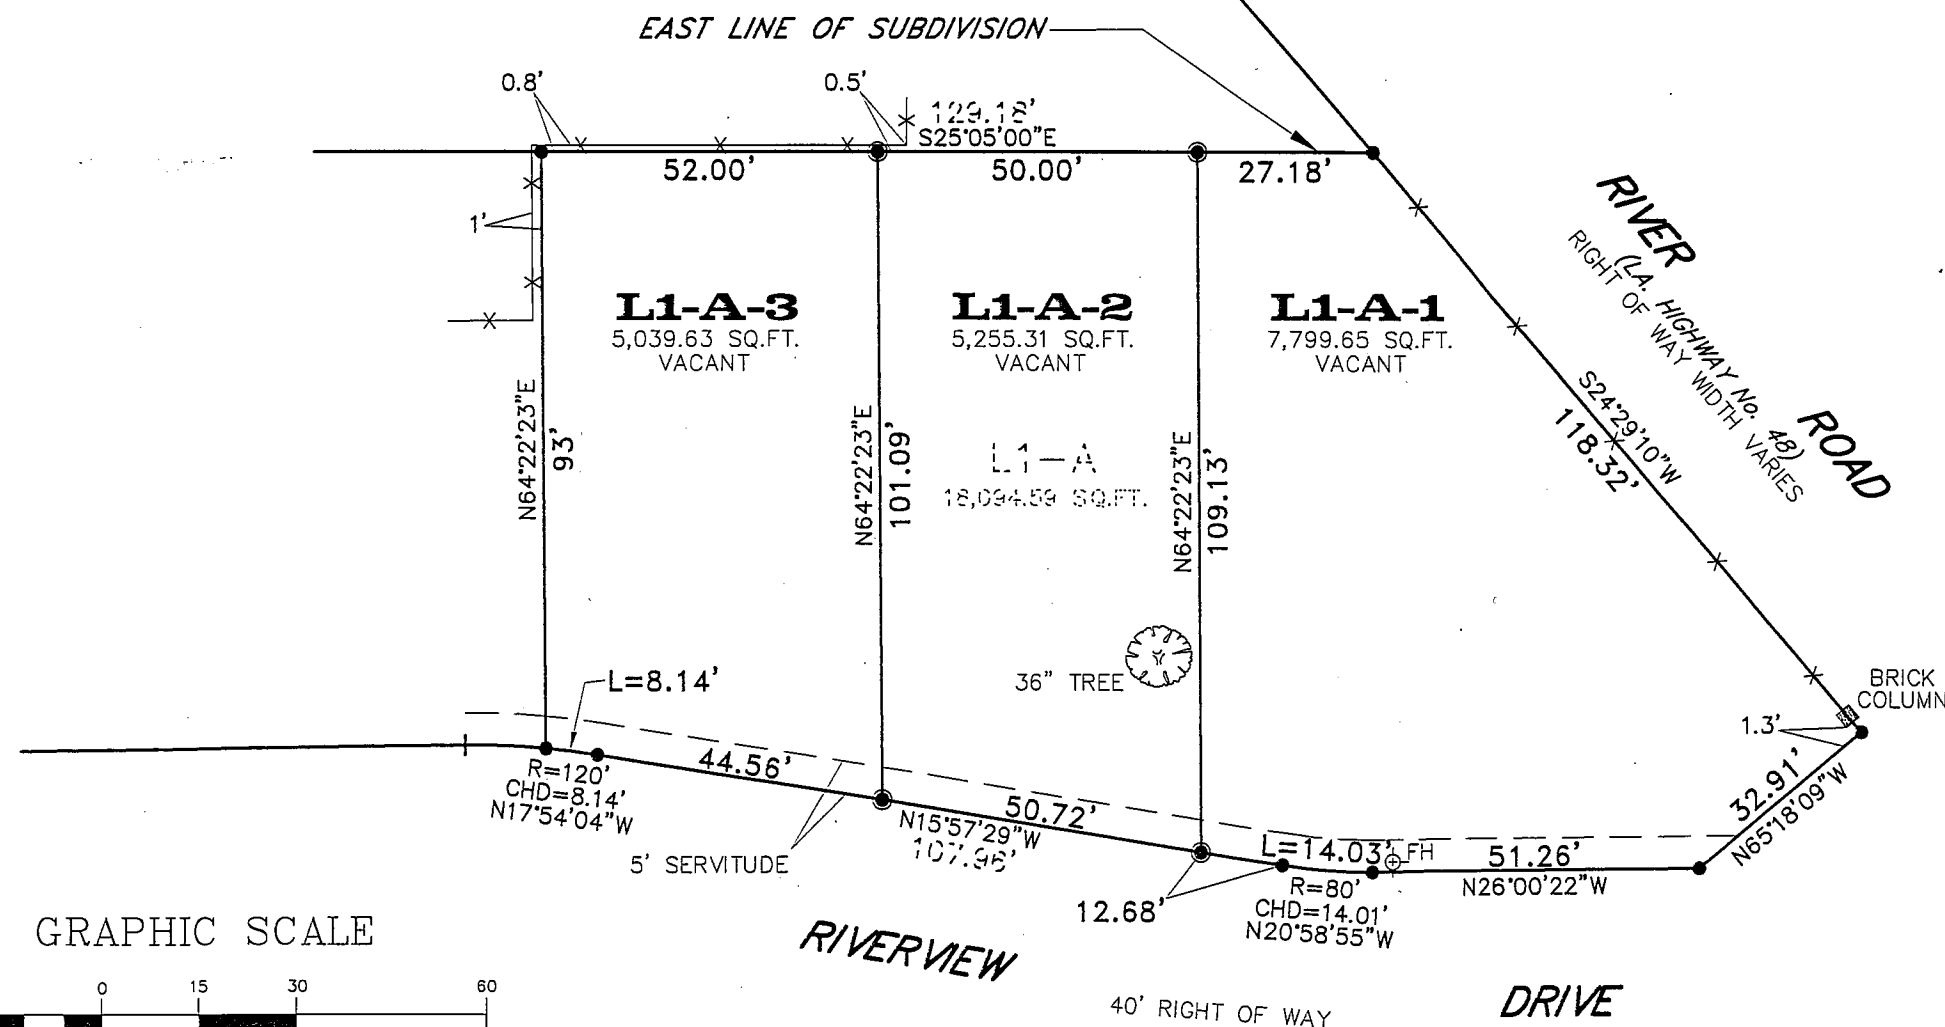 EAST LINE OF SUBDIVISION
0.8'
0.5'
129.18'
S25°05'00"E
52.00'
50.00'
27.18'
1'
RIVER ROAD
(LA. HIGHWAY No. 48)
RIGHT OF WAY WIDTH VARIES
L1-A-3
5,039.63 SQ.FT.
VACANT
L1-A-2
5,255.31 SQ.FT.
VACANT
L1-A-1
7,799.65 SQ.FT.
VACANT
N64°22'23"E
93'
N64°22'23"E
101.09'
L1-A
18,094.59 SQ.FT.
N64°22'23"E
109.13'
S24°29'10"W
118.32'
36" TREE
L=8.14'
BRICK
COLUMN
1.3'
R=120'
CHD=8.14'
N17°54'04"W
44.56'
50.72'
N15°57'29"W
107.96'
5' SERVITUDE
L=14.03'
FH
51.26'
N26°00'22"W
32.91'
N65°18'09"W
12.68'
R=80'
CHD=14.01'
N20°58'55"W
GRAPHIC SCALE
0 15 30 60
RIVERVIEW DRIVE
40' RIGHT OF WAY